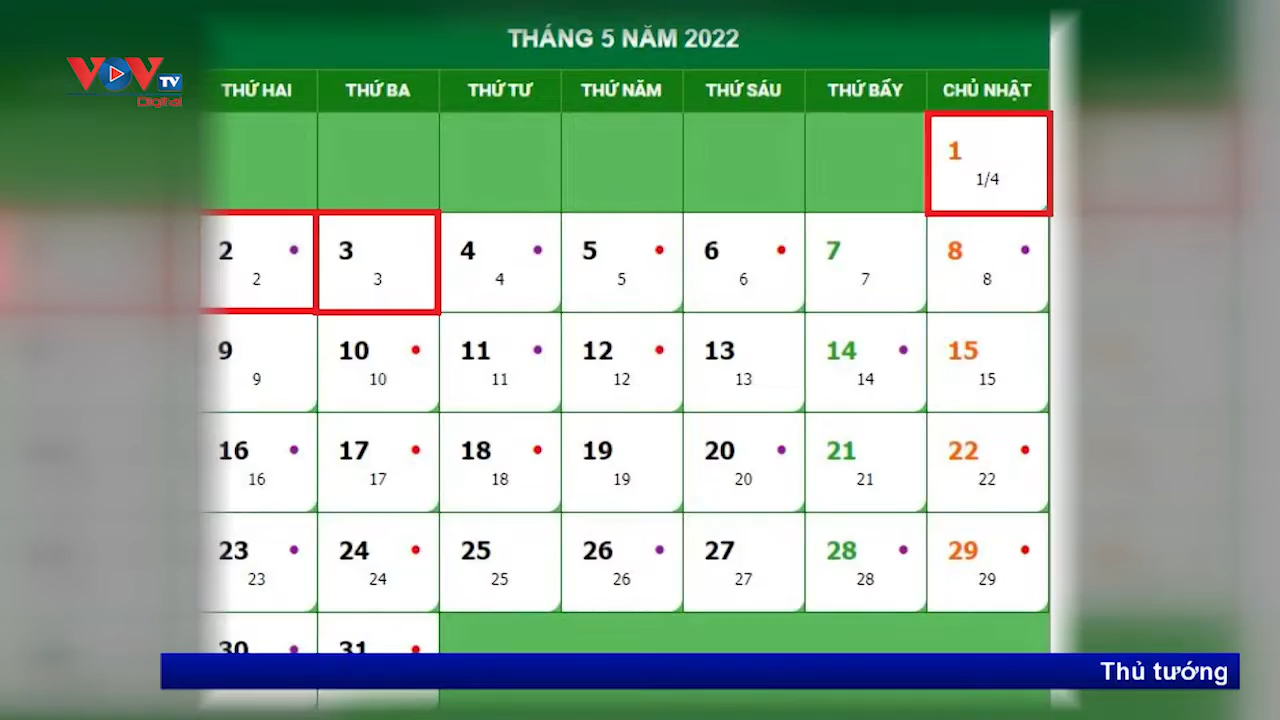 THÁNG 5 NĂM 2022
VOV TV
Digital
THỨ HAI THỨ BA THỨ TƯ THỨ NĂM THỨ SÁU THỨ BẨY CHỦ NHẬT
1
1/4
2 3 4 5 6 7 8
2 3 4 5 6 7 8
9 10 11 12 13 14 15
9 10 11 12 13 14 15
16 17 18 19 20 21 22
16 17 18 19 20 21 22
23 24 25 26 27 28 29
23 24 25 26 27 28 29
30 31
Thủ tướng